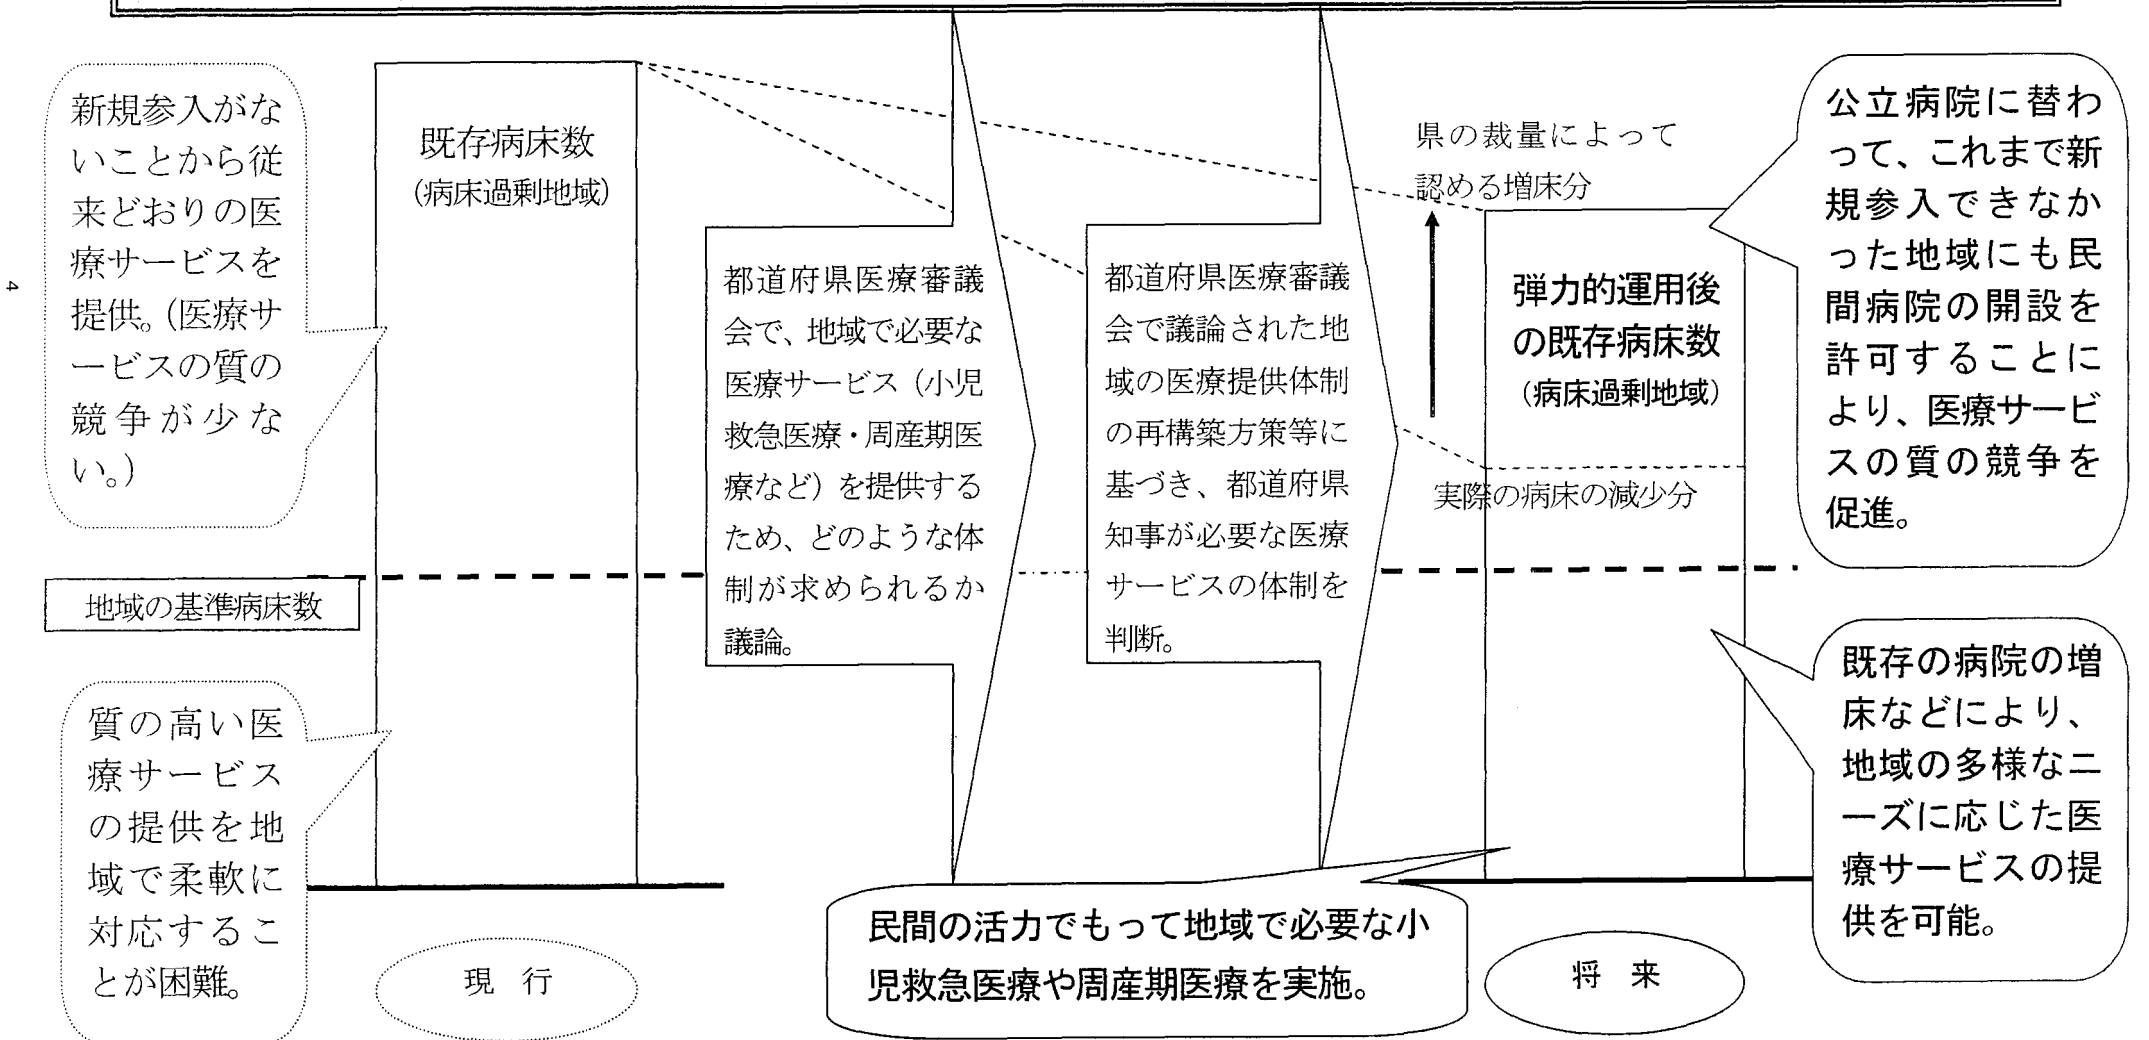 新規参入がな
いことから従
来どおりの医
療サービスを
提供。(医療サ
ービスの質の
競争が少な
い。)
既存病床数
(病床過剰地域)
都道府県医療審議
会で、地域で必要な
医療サービス(小児
救急医療・周産期医
療など)を提供する
ため、どのような体
制が求められるか
議論。
都道府県医療審議
会で議論された地
域の医療提供体制
の再構築方策等に
基づき、都道府県
知事が必要な医療
サービスの体制を
判断。
県の裁量によって
認める増床分
弾力的運用後
の既存病床数
(病床過剰地域)
実際の病床の減少分
公立病院に替わ
って、これまで新
規参入できなか
った地域にも民
間病院の開設を
許可することに
より、医療サービ
スの質の競争を
促進。
4
地域の基準病床数
質の高い医
療サービス
の提供を地
域で柔軟に
対応するこ
とが困難。
既存の病院の増
床などにより、
地域の多様なニ
ーズに応じた医
療サービスの提
供を可能。
民間の活力でもって地域で必要な小
児救急医療や周産期医療を実施。
現 行
将 来